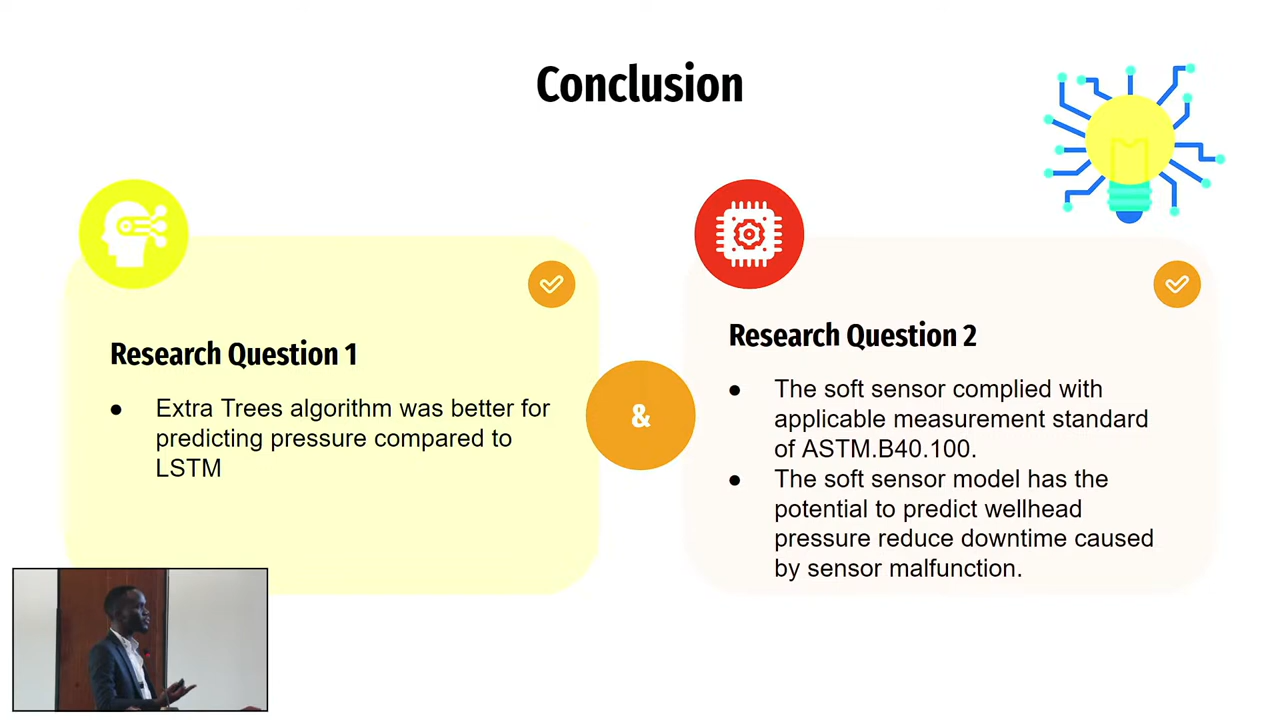 Conclusion
Research Question 1
● Extra Trees algorithm was better for
predicting pressure compared to
LSTM
&
Research Question 2
● The soft sensor complied with
applicable measurement standard
of ASTM.B40.100.
● The soft sensor model has the
potential to predict wellhead
pressure reduce downtime caused
by sensor malfunction.